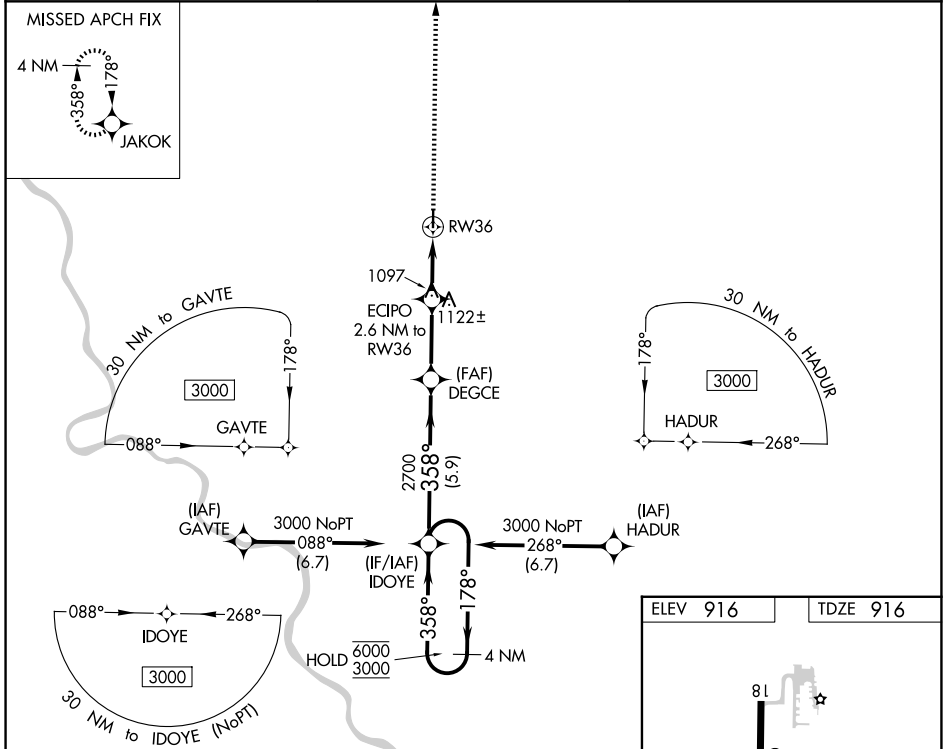 MISSED APCH FIX
4 NM
178°
358°
JAKOK
RW36
1097
ECIPO
2.6 NM to
RW36
1122±
(FAF)
DEGCE
30 NM to GAVTE
178°
3000
GAVTE
088°
30 NM to HADUR
178°
3000
HADUR
268°
2700
358°
(5.9)
(IAF)
GAVTE
3000 NoPT
088°
(6.7)
(IF/IAF)
IDOYE
3000 NoPT
268°
(6.7)
(IAF)
HADUR
358°
178°
HOLD
6000
3000
4 NM
088°
268°
IDOYE
3000
30 NM to IDOYE (NoPT)
ELEV 916
TDZE 916
18